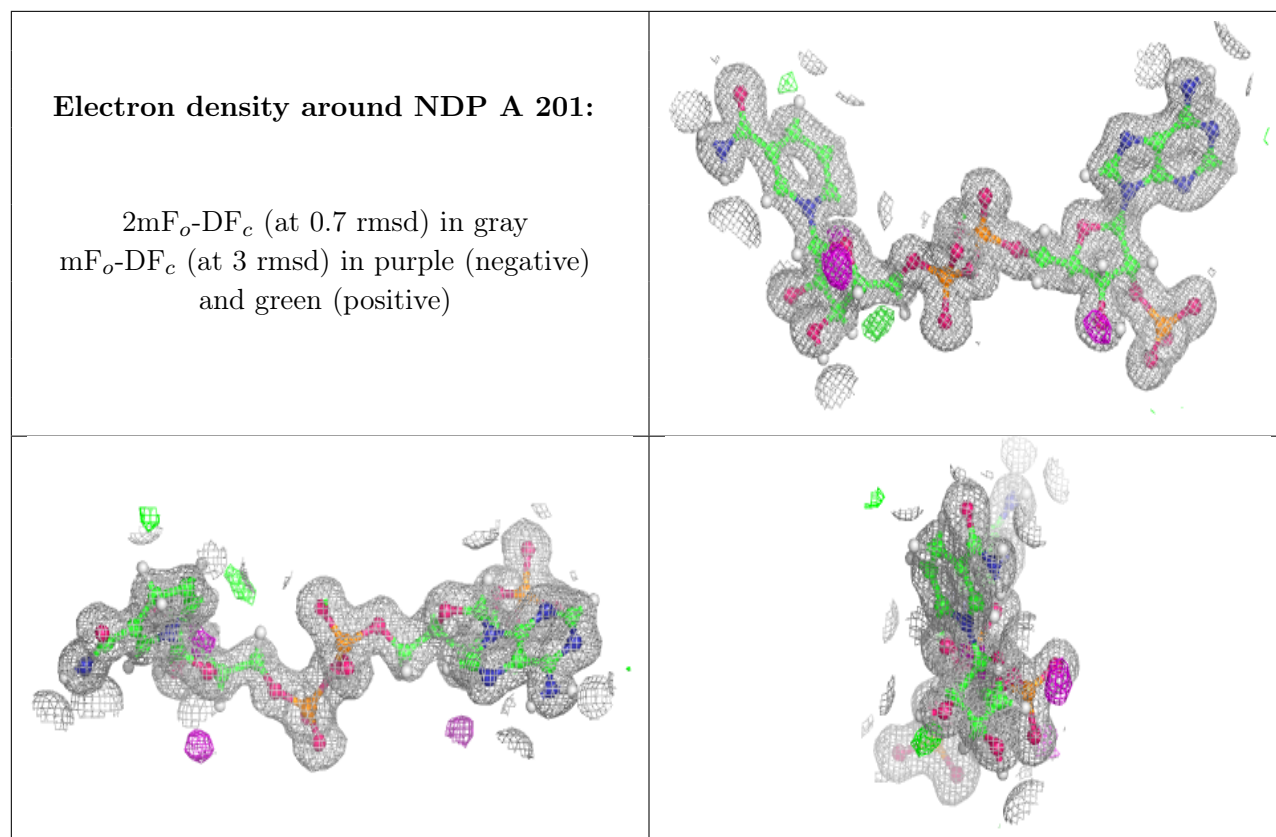 Electron density around NDP A 201:
2mFo-DFc (at 0.7 rmsd) in gray
mFo-DFc (at 3 rmsd) in purple (negative)
and green (positive)